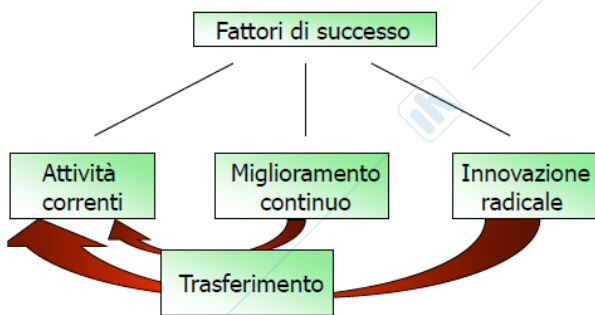 Fattori di successo
Attività
correnti
Miglioramento
continuo
Innovazione
radicale
Trasferimento